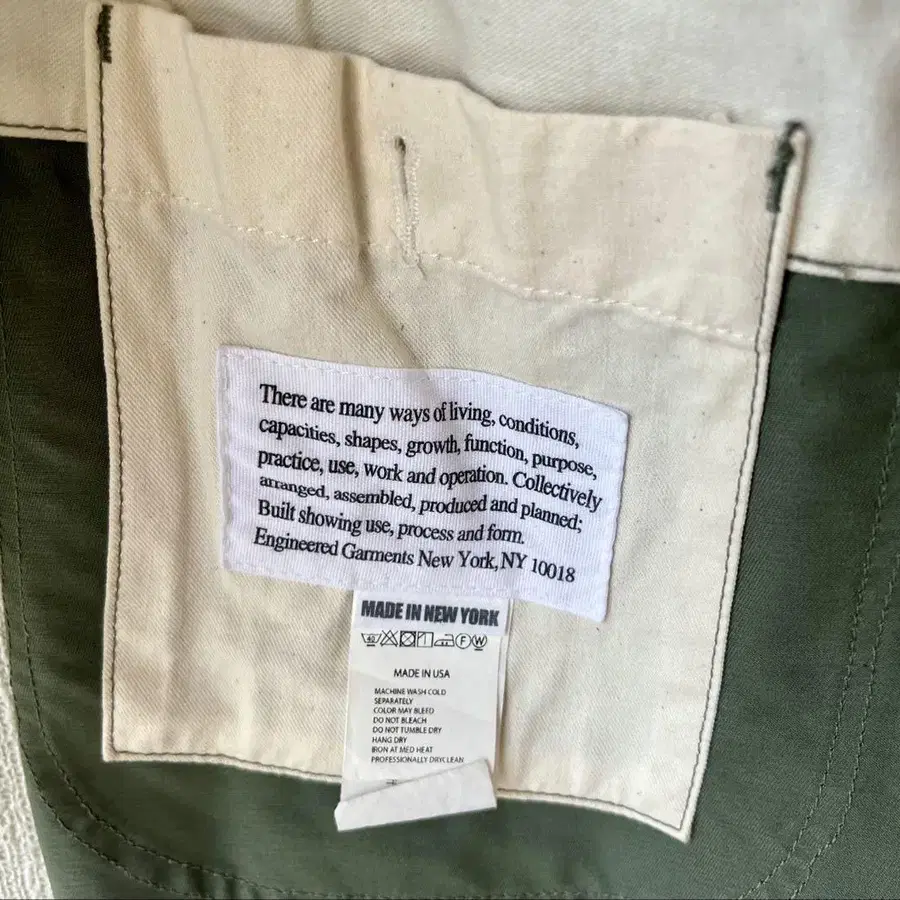 There are many ways of living, conditions,
capacities, shapes, growth, function, purpose,
practice, use, work and operation. Collectively
arranged, assembled, produced and planned;
Built showing use, process and form.
Engineered Garments New York, NY 10018
MADE IN NEW YORK
40 F W
MADE IN USA
MACHINE WASH COLD
SEPARATELY
COLOR MAY BLEED
DO NOT BLEACH
DO NOT TUMBLE DRY
HANG DRY
IRON AT MED HEAT
PROFESSIONALLY DRYCLEAN